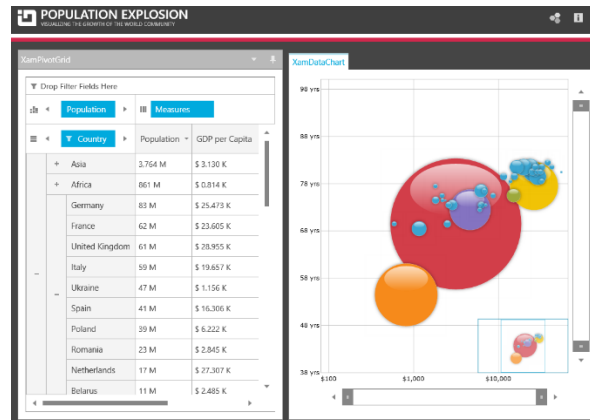 POPULATION EXPLOSION
VISUALIZING THE GROWTH OF THE WORLD COMMUNITY
XamPivotGrid
Drop Filter Fields Here
Population
Measures
Country
Population
GDP per Capita
Asia 3.764 M $ 3.130 K
Africa 861 M $ 0.814 K
Germany 83 M $ 25.473 K
France 62 M $ 23.605 K
United Kingdom 61 M $ 28.955 K
Italy 59 M $ 19.657 K
Ukraine 47 M $ 1.156 K
Spain 41 M $ 16.306 K
Poland 39 M $ 6.222 K
Romania 23 M $ 2.845 K
Netherlands 17 M $ 27.307 K
Belarus 11 M $ 2.485 K
XamDataChart
98 yrs
88 yrs
78 yrs
68 yrs
58 yrs
48 yrs
38 yrs
$100 $1,000 $10,000